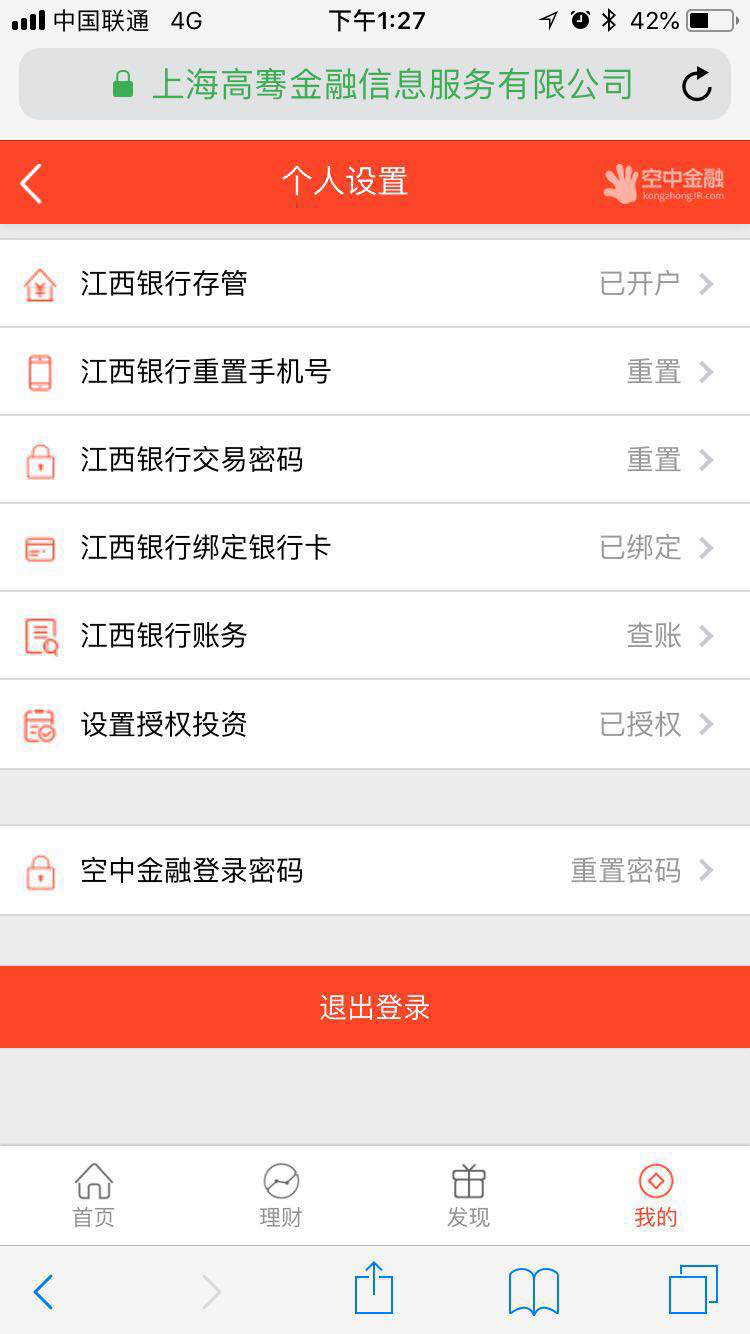 中国联通 4G 下午1:27 42%
上海高骞金融信息服务有限公司
个人设置
空中金融
kongzhongJR.com
江西银行存管 已开户
江西银行重置手机号 重置
江西银行交易密码 重置
江西银行绑定银行卡 已绑定
江西银行账务 查账
设置授权投资 已授权
空中金融登录密码 重置密码
退出登录
首页 理财 发现 我的